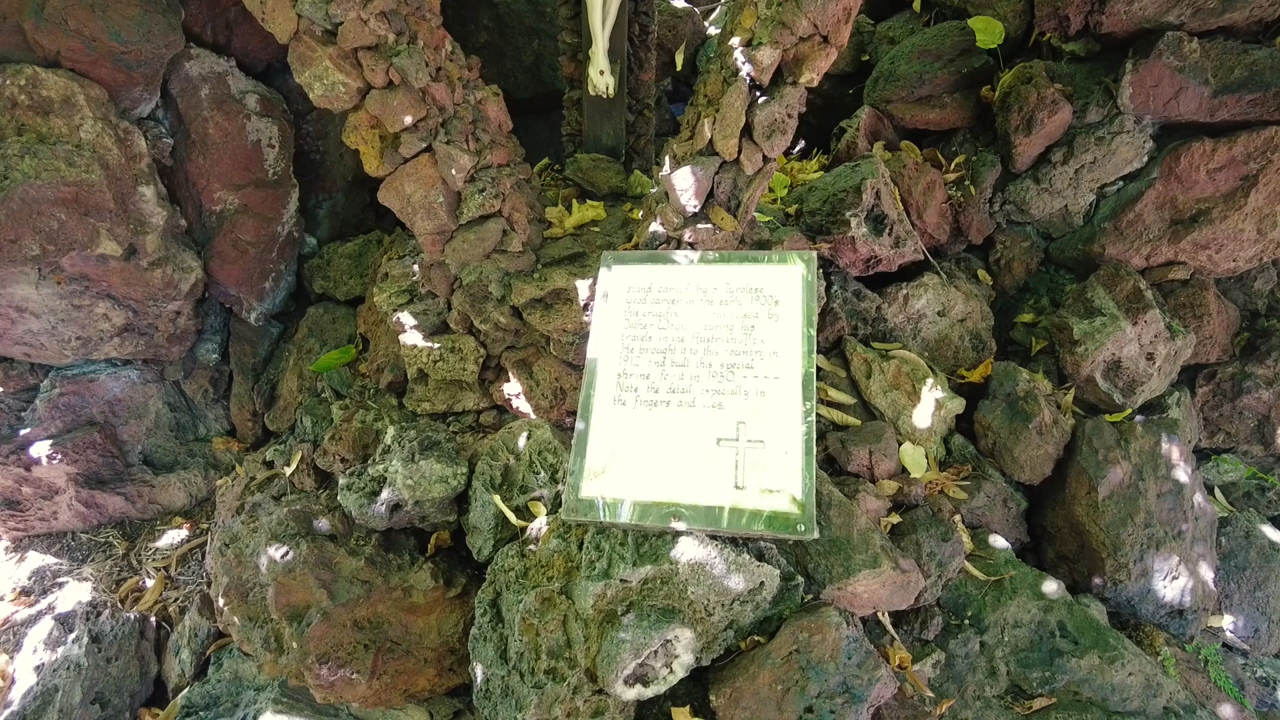 Hand carved by a Tyrolese
wood carver in the early 1900's
this crucifix by
Father during his
travels in the Austrian Alps.
He brought it to this country in
1912 and built this special
shrine for it in 1930. ----
Note the detail, especially in
the fingers and